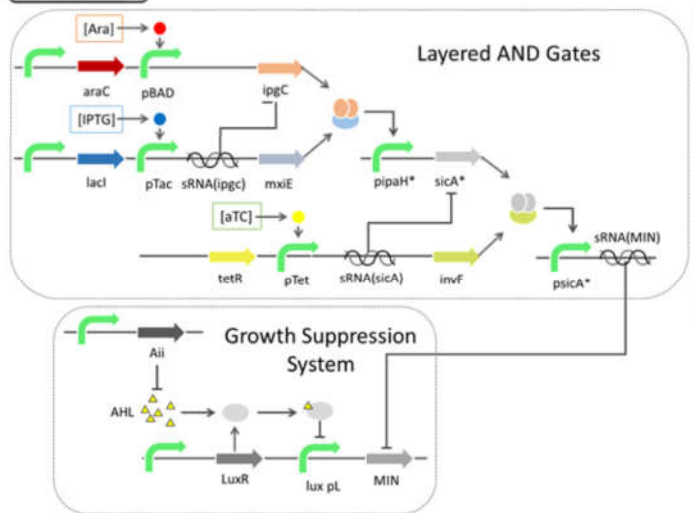 [Ara]
Layered AND Gates
araC
pBAD
ipgC
[IPTG]
lacI
pTac
sRNA(ipgc)
mxiE
pipaH*
sicA*
[aTC]
sRNA(MIN)
tetR
pTet
sRNA(sicA)
invF
psicA*
Growth Suppression
System
Aii
AHL
LuxR
lux pL
MIN